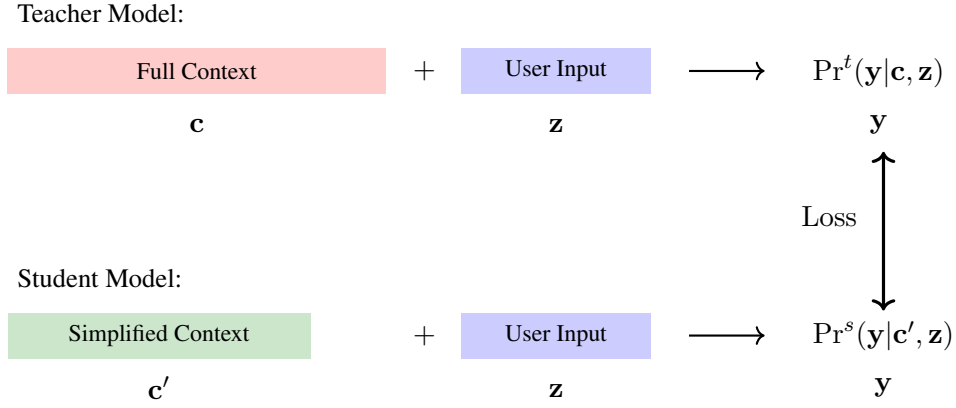 Teacher Model:
Full Context + User Input ⟶ Pr^t(y|c, z)
c z y
Loss
Student Model:
Simplified Context + User Input ⟶ Pr^s(y|c′, z)
c′ z y